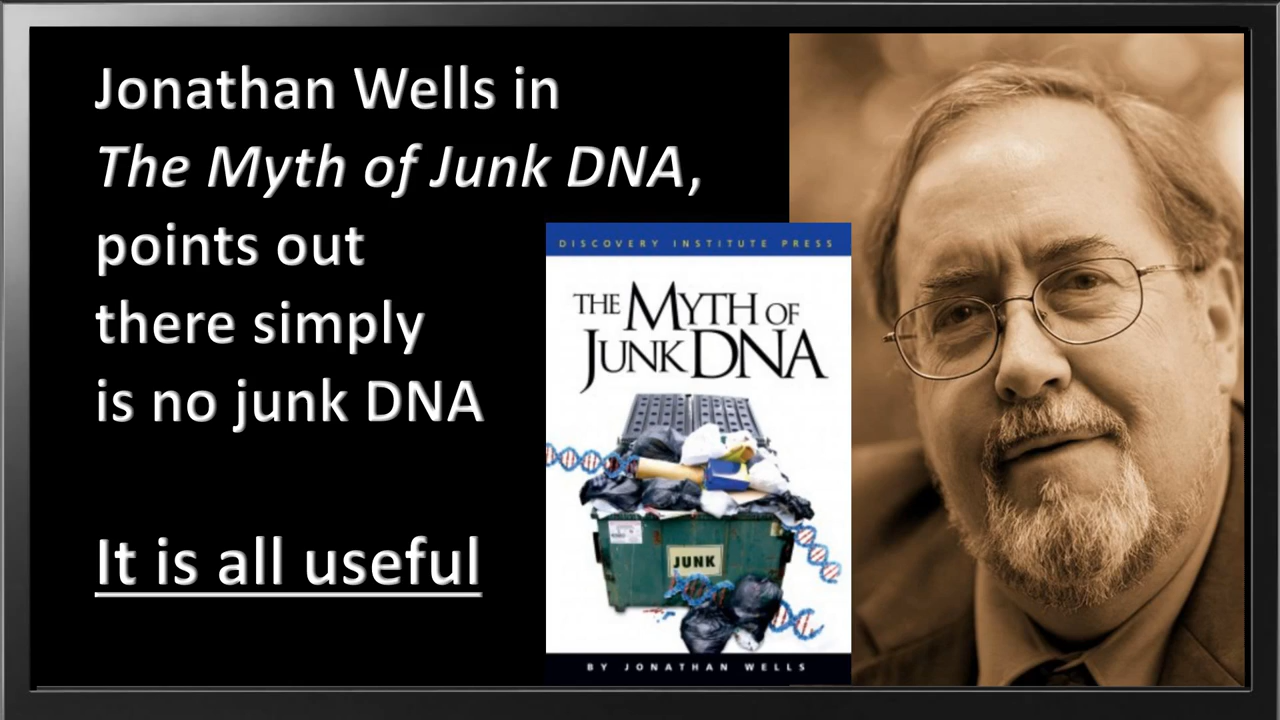 Jonathan Wells in
The Myth of Junk DNA,
points out
there simply
is no junk DNA
It is all useful
DISCOVERY INSTITUTE PRESS
THE MYTH OF
JUNK DNA
JUNK
BY JONATHAN WELLS